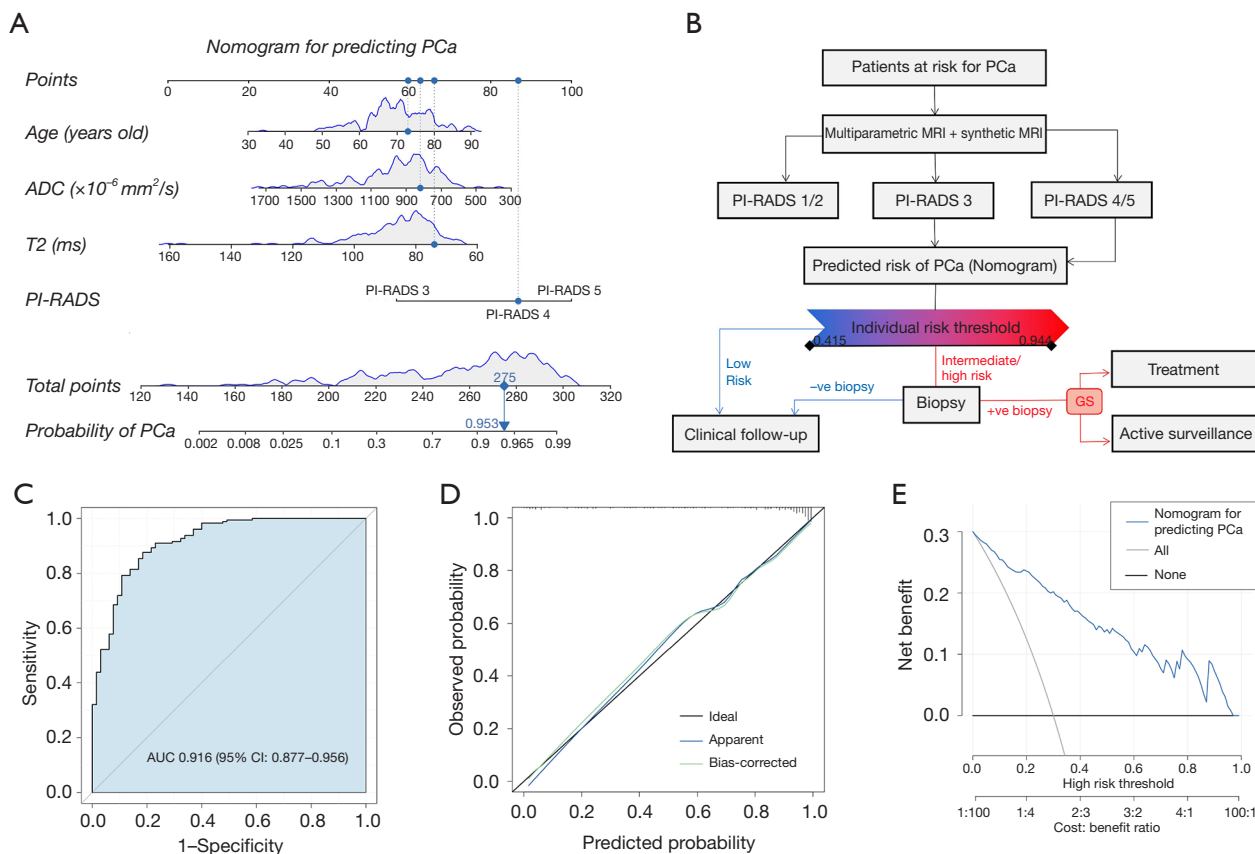 A
Nomogram for predicting PCa
Points
0 20 40 60 80 100
Age (years old)
30 40 50 60 70 80 90
ADC (×10⁻⁶ mm²/s)
1700 1500 1300 1100 900 700 500 300
T2 (ms)
160 140 120 100 80 60
PI-RADS
PI-RADS 3 PI-RADS 5
PI-RADS 4
Total points
275
120 140 160 180 200 220 240 260 280 300 320
Probability of PCa
0.953
0.002 0.008 0.025 0.1 0.3 0.7 0.9 0.965 0.99
B
Patients at risk for PCa
Multiparametric MRI + synthetic MRI
PI-RADS 1/2 PI-RADS 3 PI-RADS 4/5
Predicted risk of PCa (Nomogram)
Individual risk threshold
0.415 0.944
Low
Risk
Intermediate/
high risk
–ve biopsy
Biopsy
+ve biopsy
GS
Treatment
Clinical follow-up
Active surveillance
C
1.0
0.8
0.6
0.4
0.2
0.0
Sensitivity
AUC 0.916 (95% CI: 0.877–0.956)
0.0 0.2 0.4 0.6 0.8 1.0
1–Specificity
D
1.0
0.8
0.6
0.4
0.2
0.0
Observed probability
Ideal
Apparent
Bias-corrected
0.0 0.2 0.4 0.6 0.8 1.0
Predicted probability
E
Nomogram for
predicting PCa
All
None
0.3
0.2
0.1
0.0
Net benefit
0.0 0.2 0.4 0.6 0.8 1.0
High risk threshold
1:100 1:4 2:3 3:2 4:1 100:1
Cost: benefit ratio